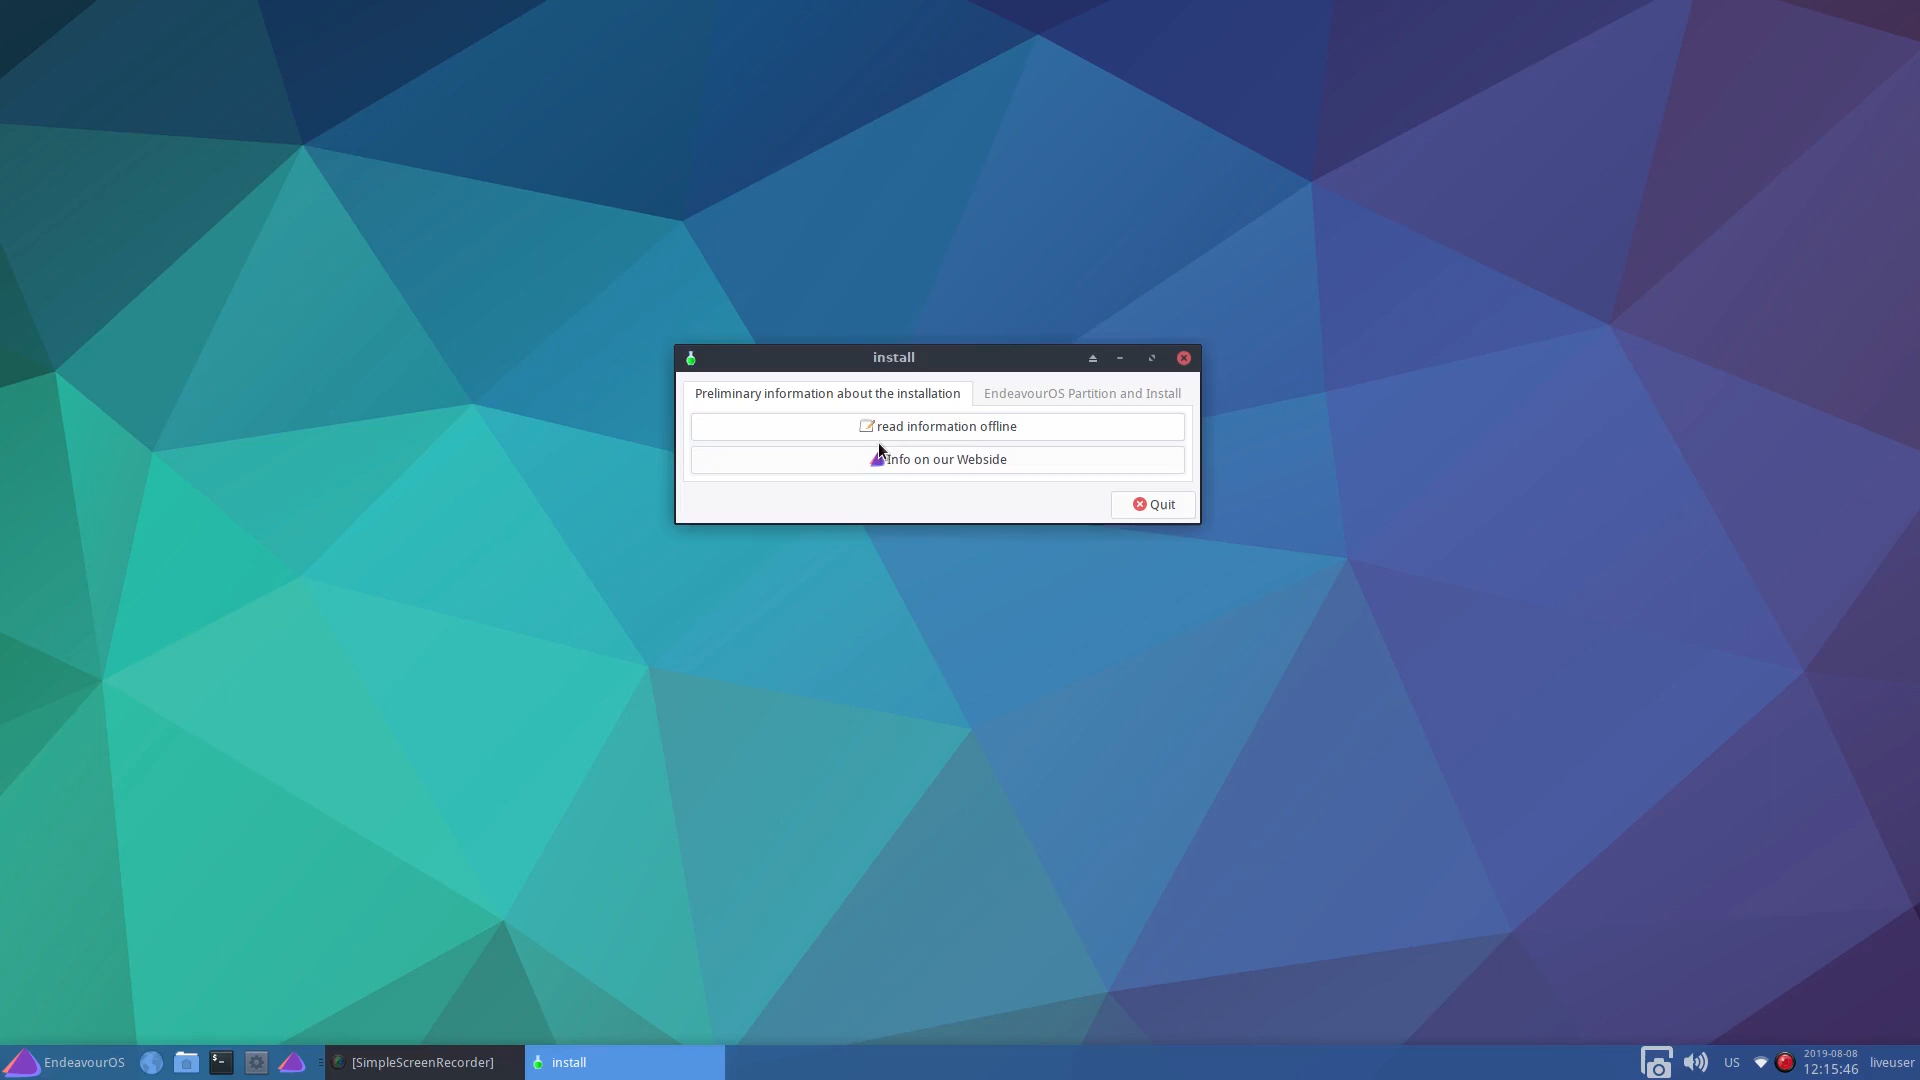 install
Preliminary information about the installation
EndeavourOS Partition and Install
read information offline
Info on our Webside
Quit
EndeavourOS
$-
[SimpleScreenRecorder]
install
US
2019-08-08
12:15:46
liveuser